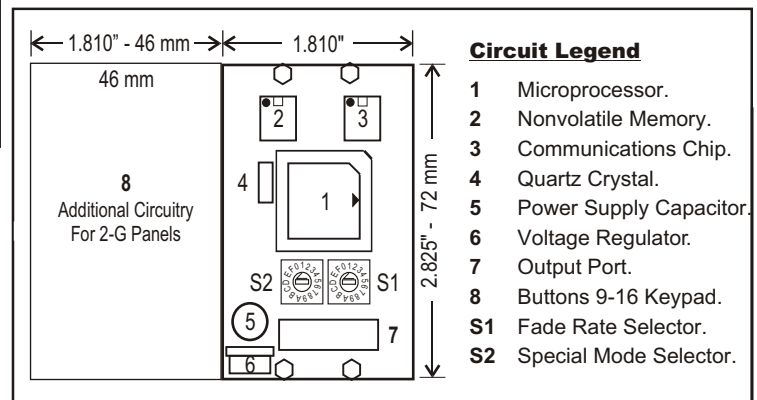 1.810” - 46 mm
1.810"
46 mm
8
Additional Circuitry
For 2-G Panels
2
3
4
1
2.825" - 72 mm
S2
F0123456789ABCDE
F0123456789ABCDE
S1
5
7
6
Circuit Legend
1 Microprocessor.
2 Nonvolatile Memory.
3 Communications Chip.
4 Quartz Crystal.
5 Power Supply Capacitor.
6 Voltage Regulator.
7 Output Port.
8 Buttons 9-16 Keypad.
S1 Fade Rate Selector.
S2 Special Mode Selector.